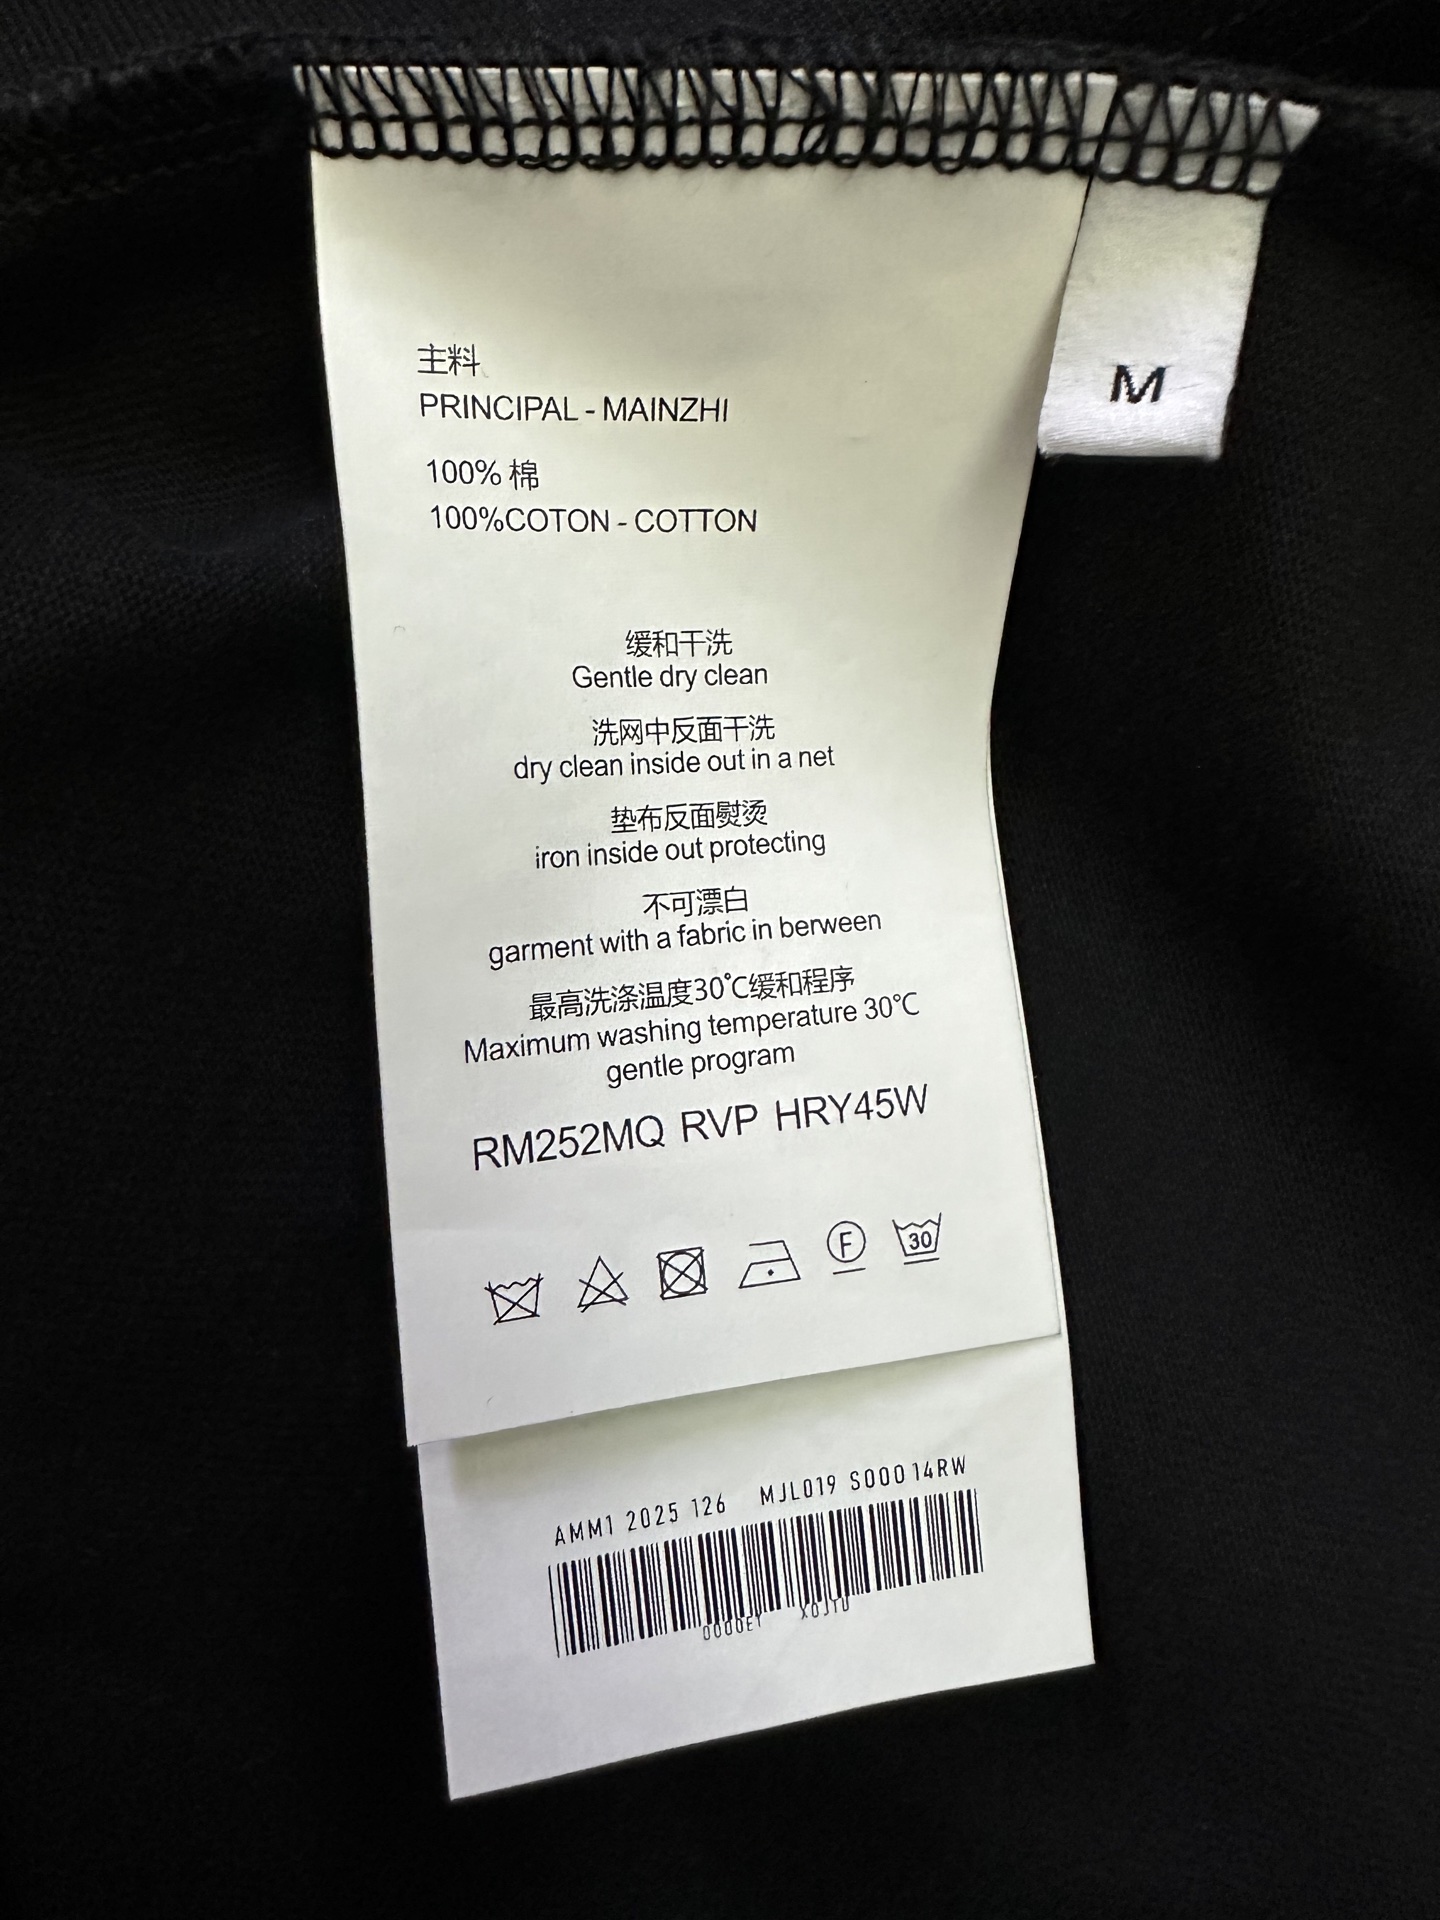 主料
PRINCIPAL - MAINZHI
100% 棉
100%COTON - COTTON
M
缓和干洗
Gentle dry clean
洗网中反面干洗
dry clean inside out in a net
垫布反面熨烫
iron inside out protecting
不可漂白
garment with a fabric in berween
最高洗涤温度30℃缓和程序
Maximum washing temperature 30℃
gentle program
RM252MQ RVP HRY45W
F
30
AMM1 2025 126 MJL019 S00014RW
0000EY XOJTU